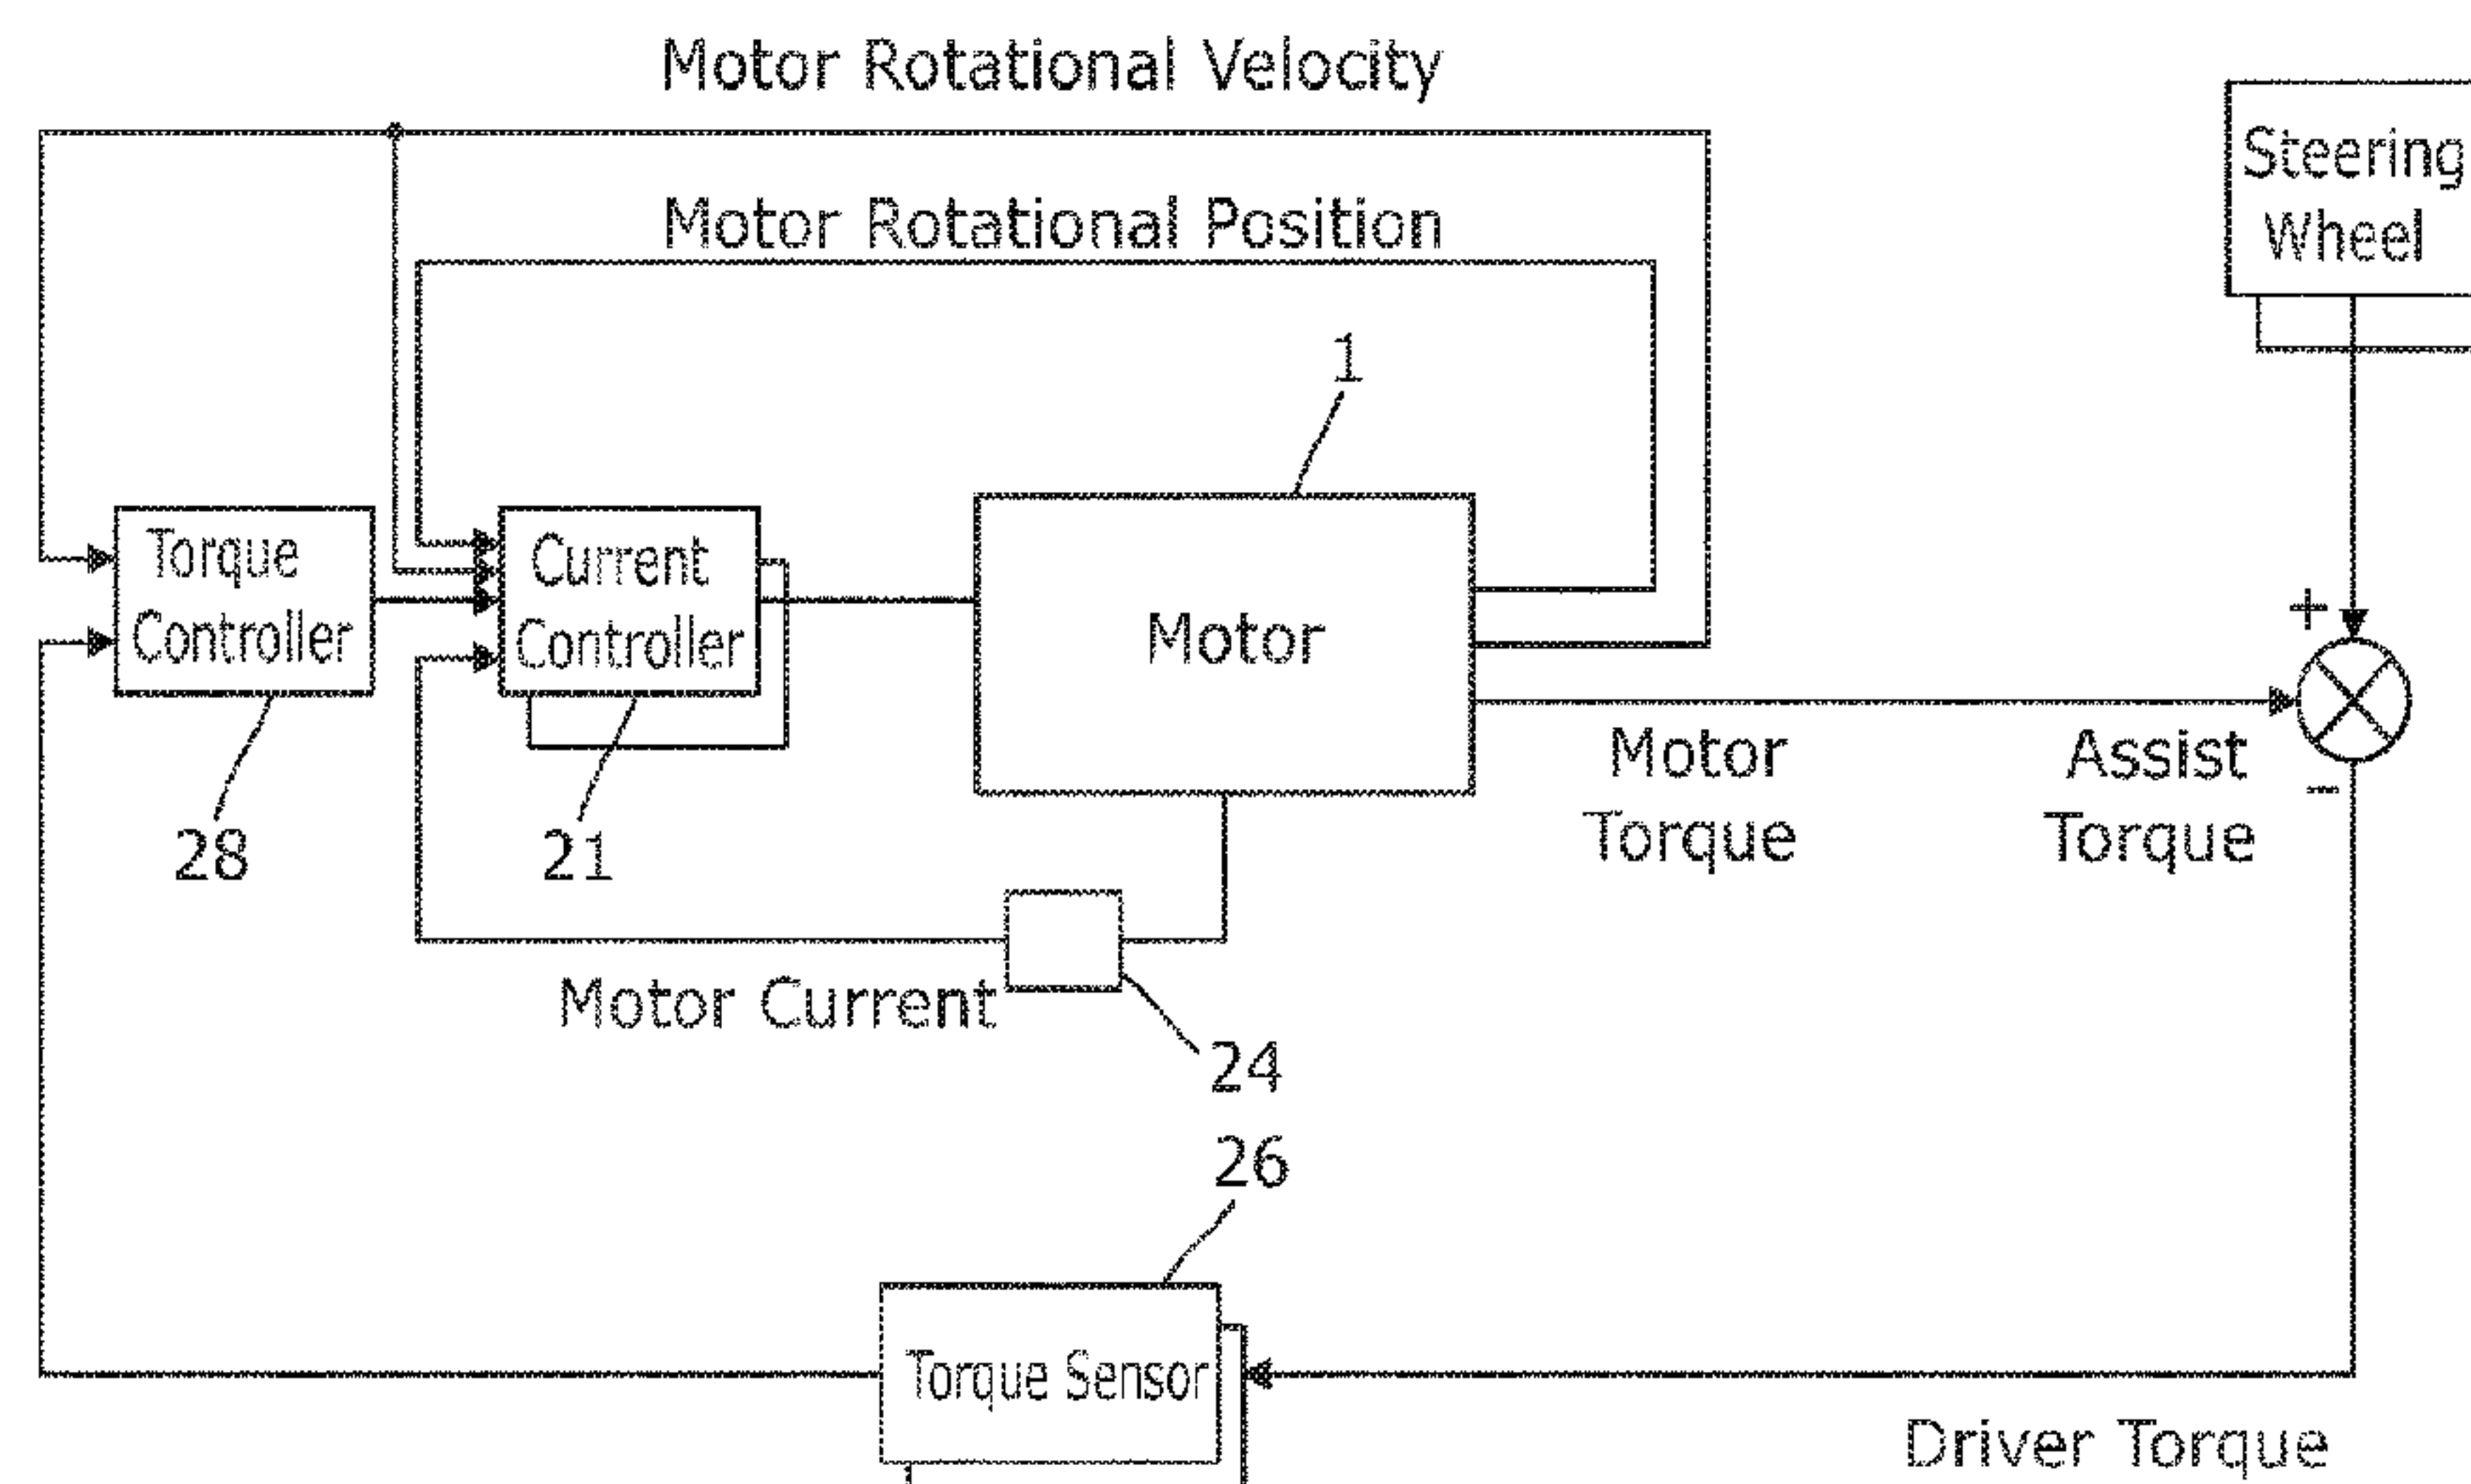 Motor Rotational Velocity
Steering
Wheel
Motor Rotational Position
1
Torque
Controller
Current
Controller
Motor
+
-
28
21
Motor
Torque
Assist
Torque
Motor Current
24
26
Torque Sensor
Driver Torque